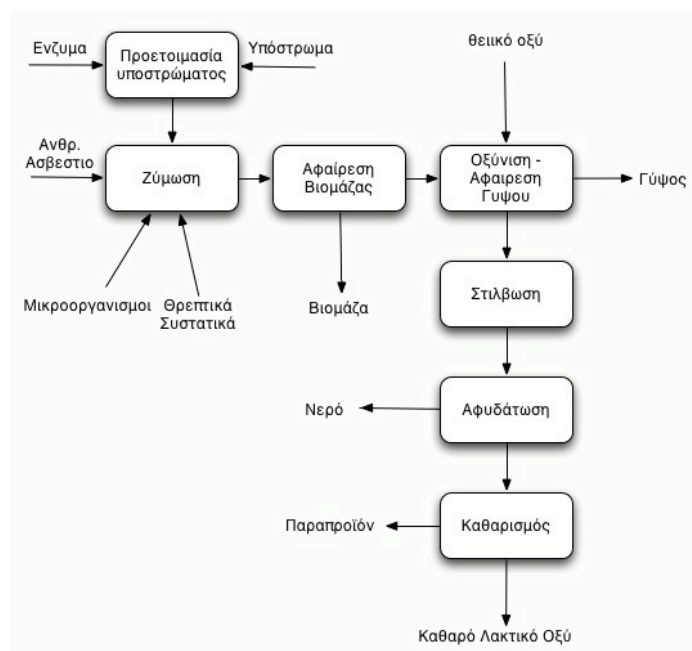 Ενζυμα
Προετοιμασία
υποστρώματος
Υπόστρωμα
θειικό οξύ
Ανθρ.
Ασβεστιο
Ζύμωση
Αφαίρεση
Βιομάζας
Οξύνιση -
Αφαιρεση
Γυψου
Γύψος
Μικροοργανισμοι
Θρεπτικά
Συστατικά
Βιομάζα
Στιλβωση
Νερό
Αφυδάτωση
Παραπροϊόν
Καθαρισμός
Καθαρό Λακτικό Οξύ